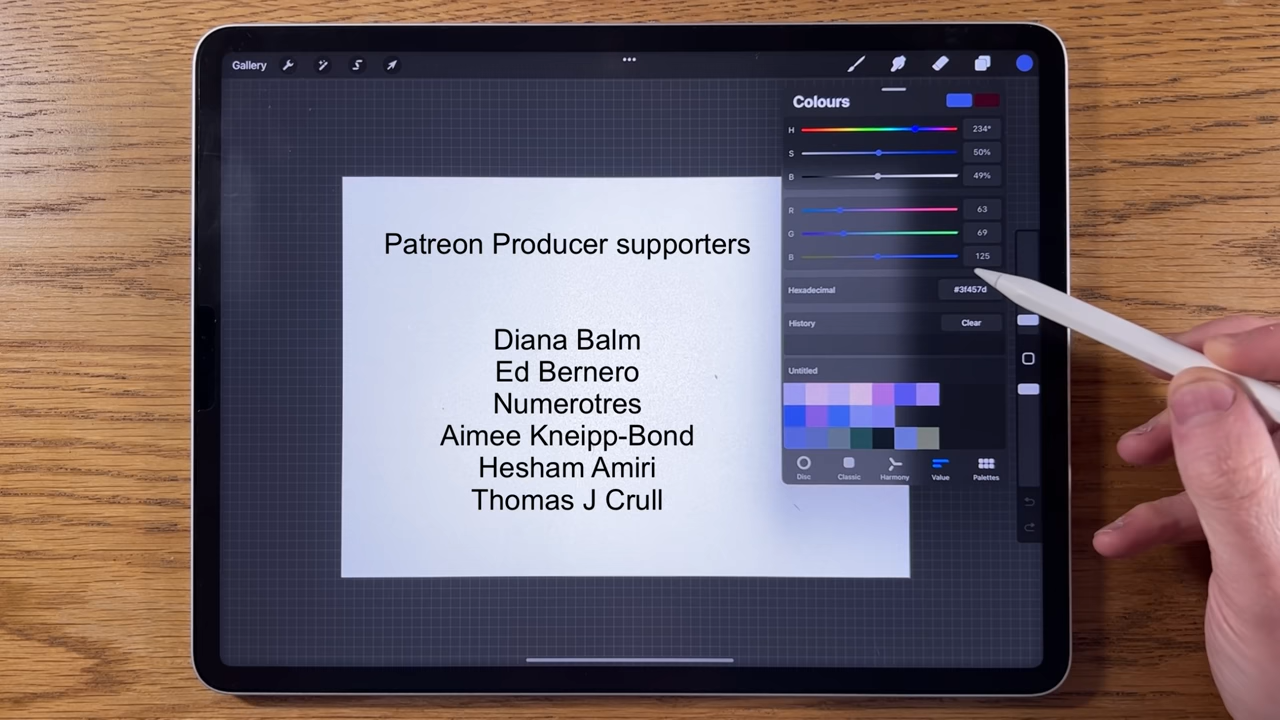 Gallery
Colours
H 234°
S 50%
B 49%
R 63
G 69
B 125
Hexadecimal #3f457d
History Clear
Untitled
Disc Classic Harmony Value Palettes
Patreon Producer supporters
Diana Balm
Ed Bernero
Numerotres
Aimee Kneipp-Bond
Hesham Amiri
Thomas J Crull